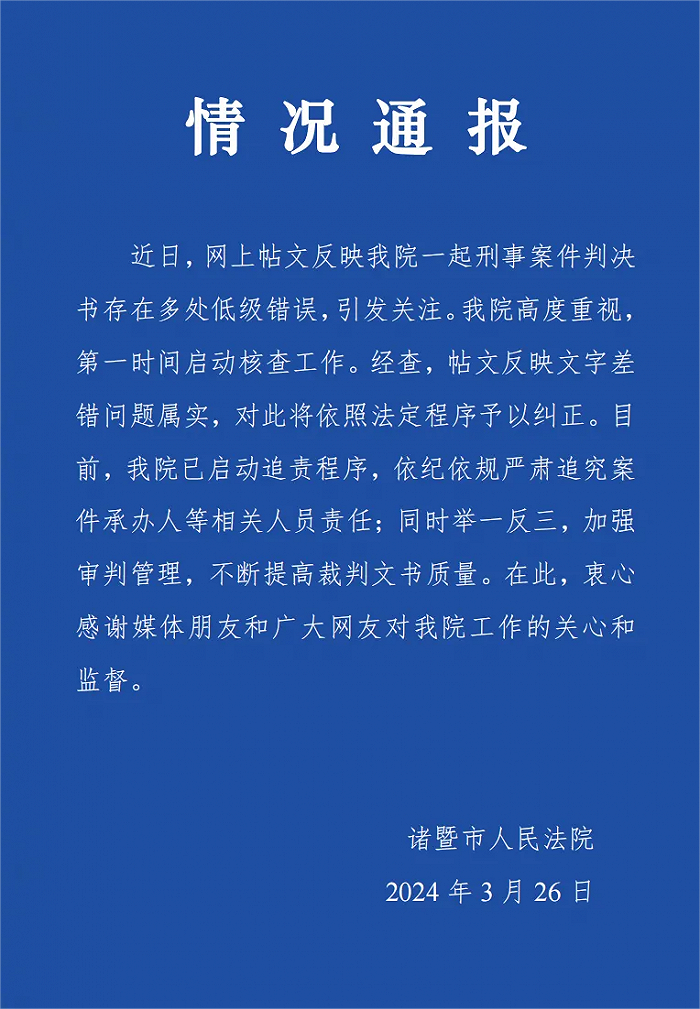 情况通报
近日，网上帖文反映我院一起刑事案件判决
书存在多处低级错误，引发关注。我院高度重视，
第一时间启动核查工作。经查，帖文反映文字差
错问题属实，对此将依照法定程序予以纠正。目
前，我院已启动追责程序，依纪依规严肃追究案
件承办人等相关人员责任；同时举一反三，加强
审判管理，不断提高裁判文书质量。在此，衷心
感谢媒体朋友和广大网友对我院工作的关心和
监督。
诸暨市人民法院
2024年3月26日